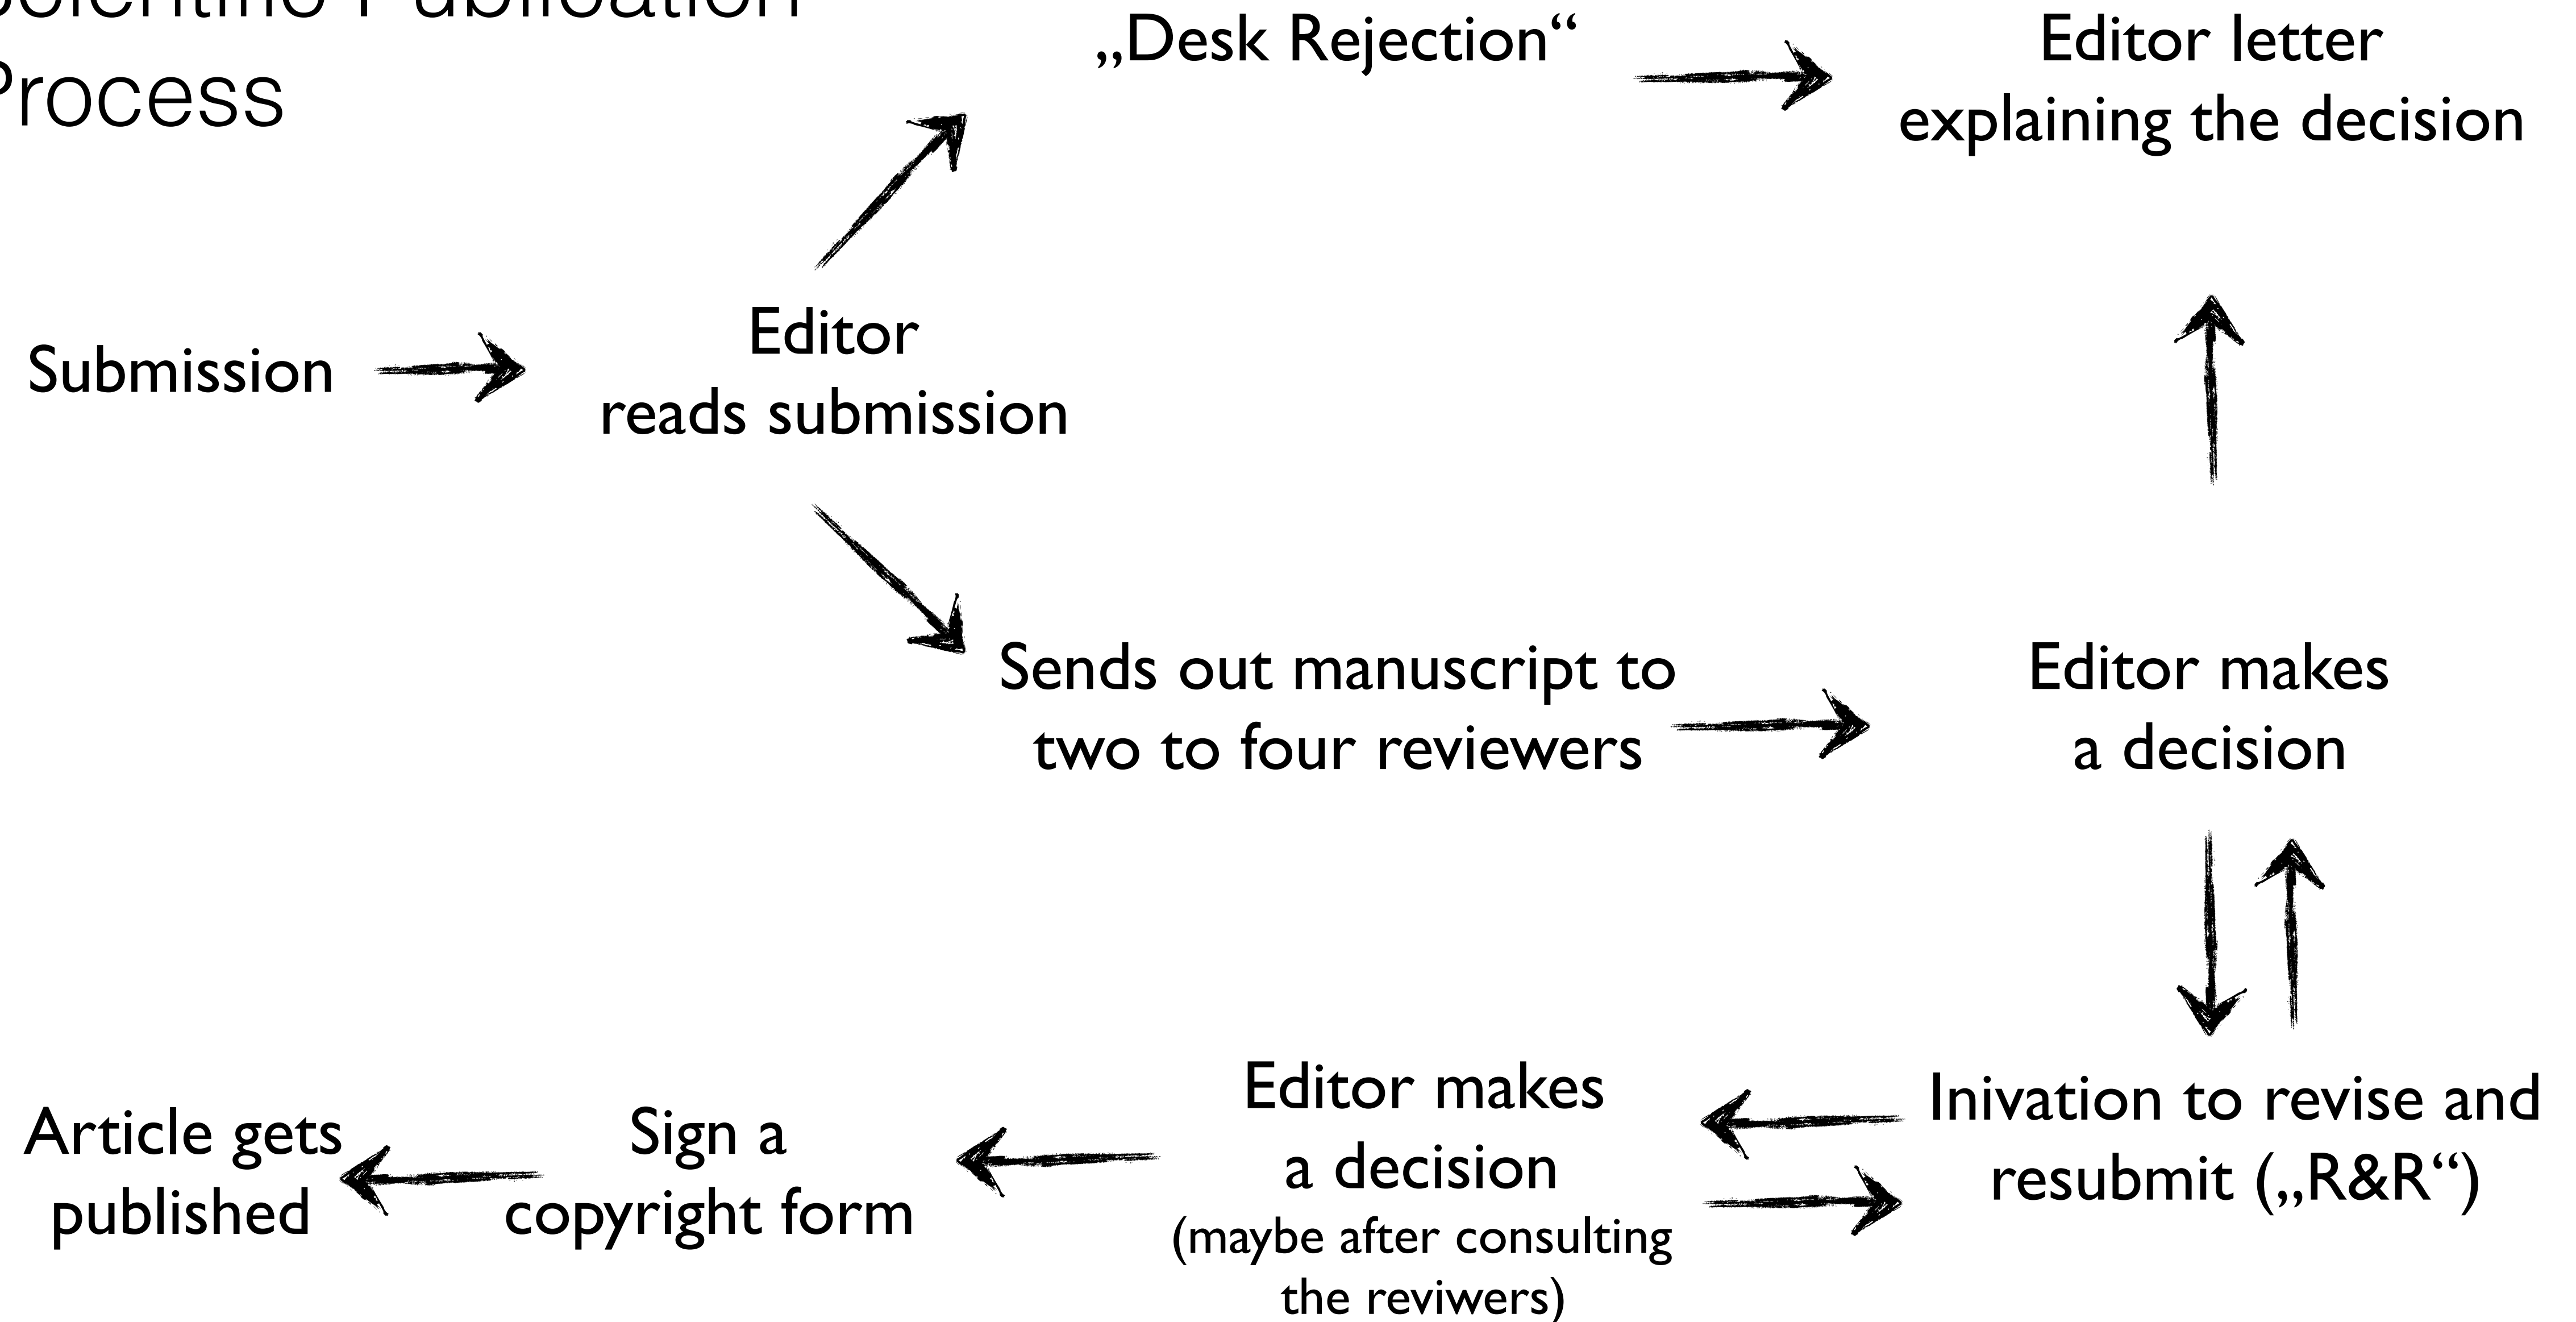 Scientific Publication
Process
„Desk Rejection“
Editor letter
explaining the decision
Submission
Editor
reads submission
Sends out manuscript to
two to four reviewers
Editor makes
a decision
Inivation to revise and
resubmit („R&R“)
Editor makes
a decision
(maybe after consulting
the reviwers)
Sign a
copyright form
Article gets
published